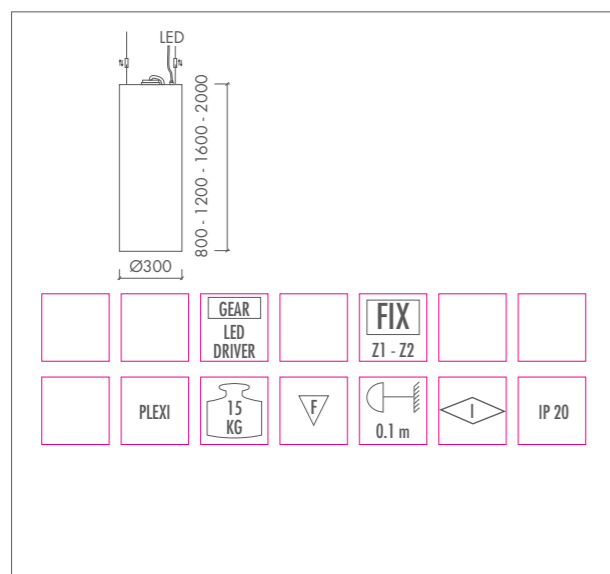 LED
800 - 1200 - 1600 - 2000
Ø300
GEAR
LED
DRIVER
FIX
Z1 - Z2
PLEXI
15
KG
F
0.1 m
I
IP 20